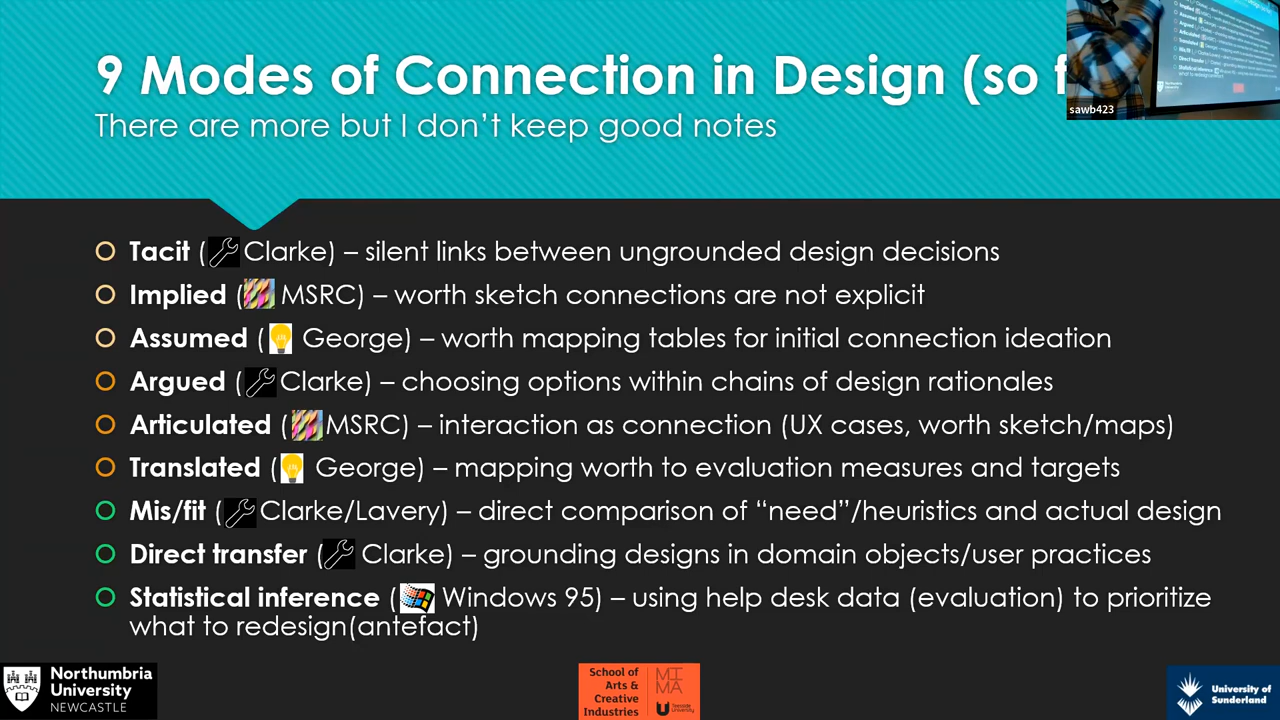 9 Modes of Connection in Design (so f
There are more but I don't keep good notes
sawb423
Tacit (Clarke) – silent links between ungrounded design decisions
Implied (MSRC) – worth sketch connections are not explicit
Assumed (George) – worth mapping tables for initial connection ideation
Argued (Clarke) – choosing options within chains of design rationales
Articulated (MSRC) – interaction as connection (UX cases, worth sketch/maps)
Translated (George) – mapping worth to evaluation measures and targets
Mis/fit (Clarke/Lavery) – direct comparison of “need”/heuristics and actual design
Direct transfer (Clarke) – grounding designs in domain objects/user practices
Statistical inference (Windows 95) – using help desk data (evaluation) to prioritize
what to redesign(antefact)
Northumbria
University
NEWCASTLE
School of
Arts &
Creative
Industries
MI
MA
Teesside
University
University of
Sunderland